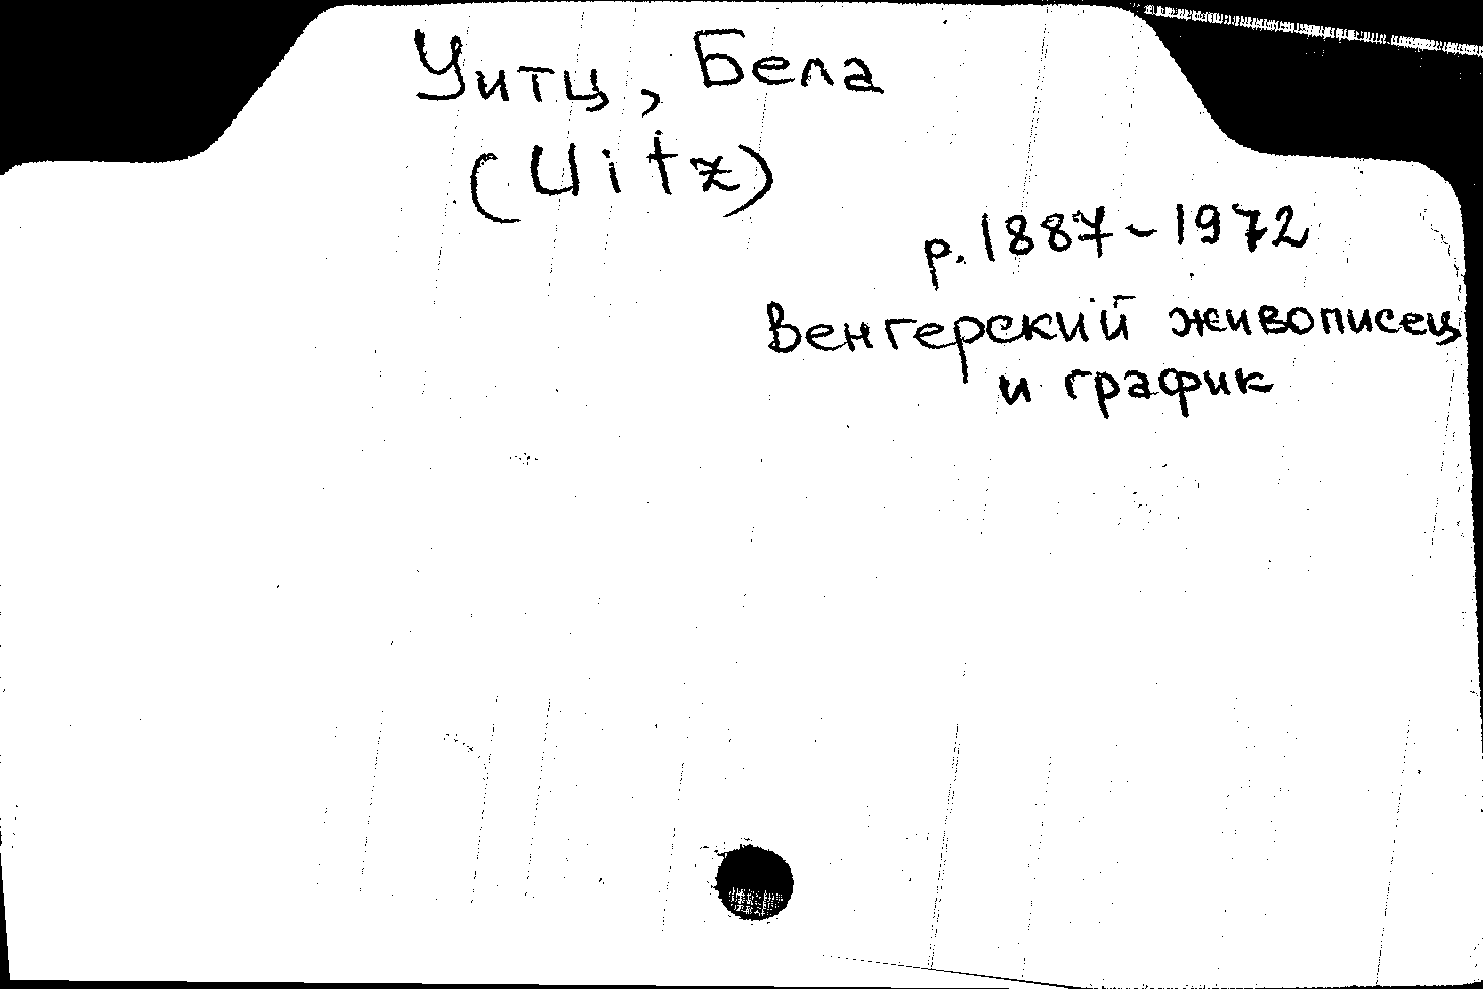 Уитц, Бела
(Uitz)
р. 1887-1972
Венгерский живописец
и график